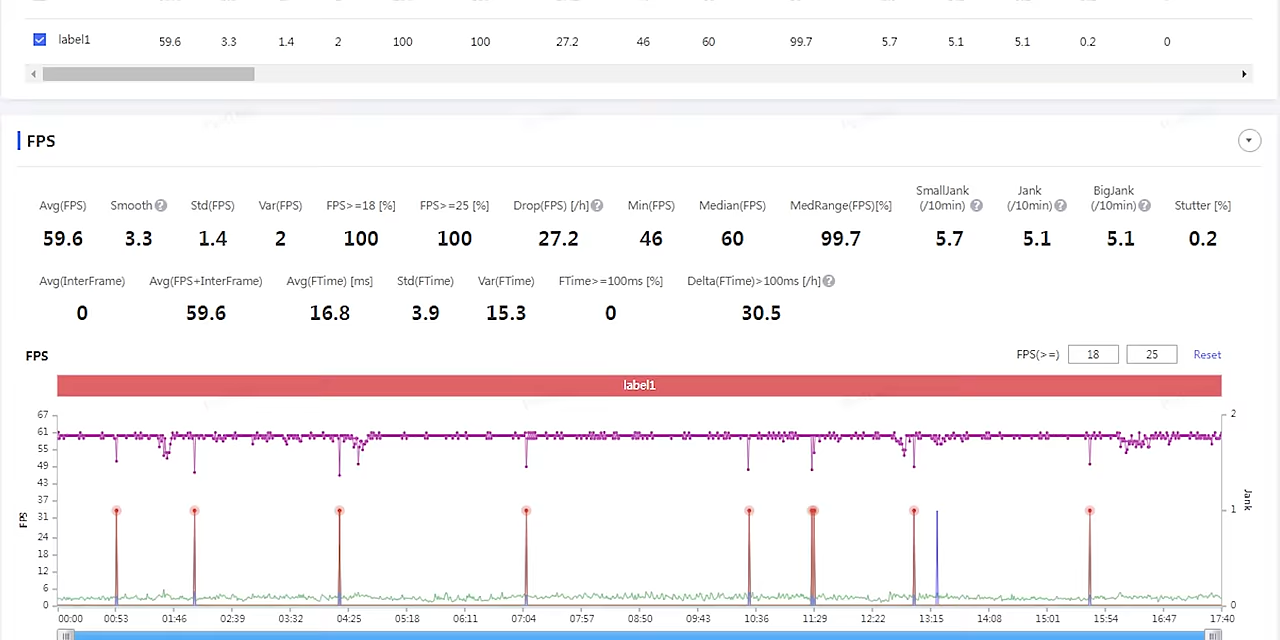 label1 59.6 3.3 1.4 2 100 100 27.2 46 60 99.7 5.7 5.1 5.1 0.2 0
FPS
Avg(FPS) Smooth Std(FPS) Var(FPS) FPS>=18 [%] FPS>=25 [%] Drop(FPS) [/h] Min(FPS) Median(FPS) MedRange(FPS)[%] SmallJank (/10min) Jank (/10min) BigJank (/10min) Stutter [%]
59.6 3.3 1.4 2 100 100 27.2 46 60 99.7 5.7 5.1 5.1 0.2
Avg(InterFrame) Avg(FPS+InterFrame) Avg(FTime) [ms] Std(FTime) Var(FTime) FTime>=100ms [%] Delta(FTime)>100ms [/h]
0 59.6 16.8 3.9 15.3 0 30.5
FPS FPS(>=) 18 25 Reset
label1
67 2
61
55
49
43
37
31 1
24
18
12
6
0 0
FPS
Jank
00:00 00:53 01:46 02:39 03:32 04:25 05:18 06:11 07:04 07:57 08:50 09:43 10:36 11:29 12:22 13:15 14:08 15:01 15:54 16:47 17:40